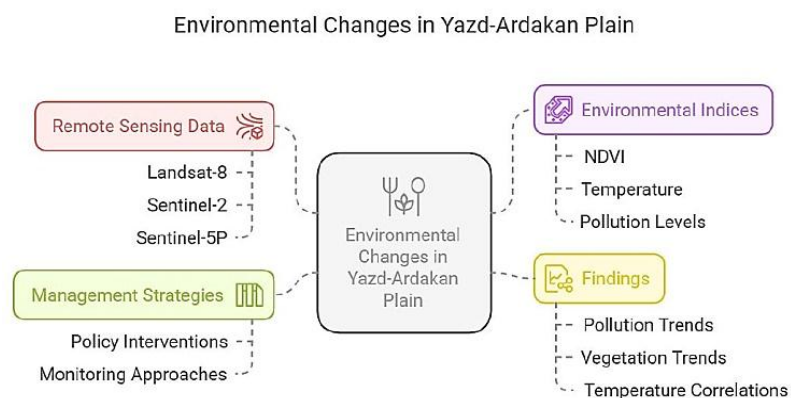 Environmental Changes in Yazd-Ardakan Plain
Remote Sensing Data
Landsat-8
Sentinel-2
Sentinel-5P
Management Strategies
Policy Interventions
Monitoring Approaches
Environmental
Changes in
Yazd-Ardakan
Plain
Environmental Indices
NDVI
Temperature
Pollution Levels
Findings
Pollution Trends
Vegetation Trends
Temperature Correlations